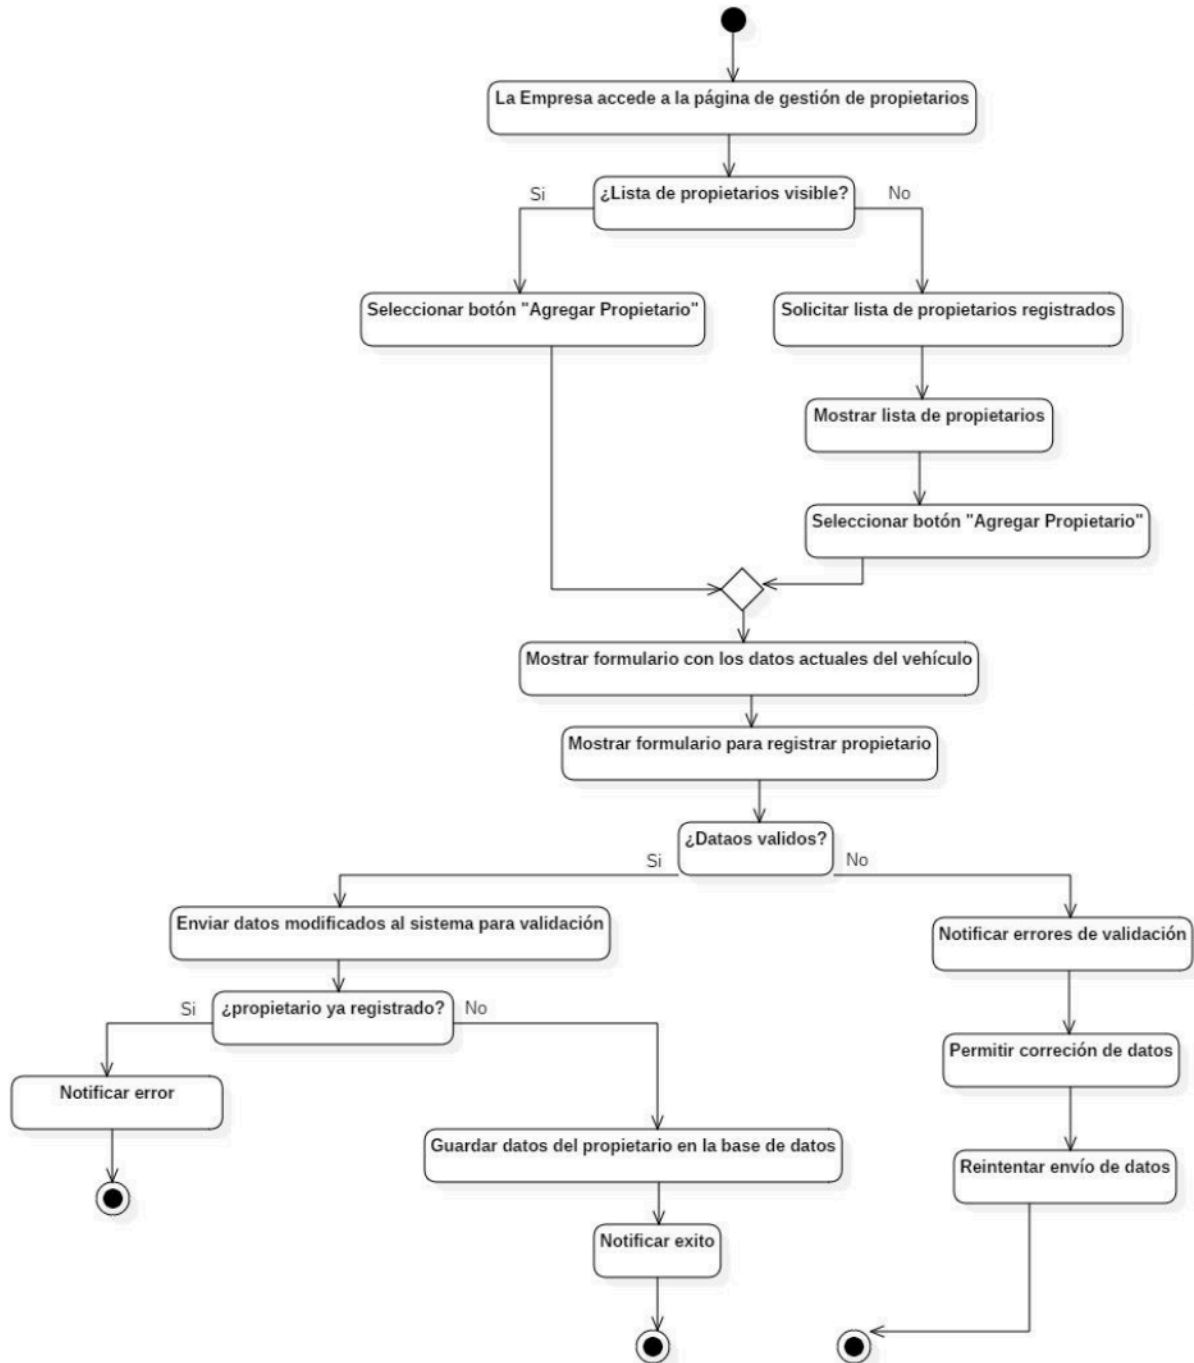 La Empresa accede a la página de gestión de propietarios
¿Lista de propietarios visible?
Si
No
Seleccionar botón "Agregar Propietario"
Solicitar lista de propietarios registrados
Mostrar lista de propietarios
Seleccionar botón "Agregar Propietario"
Mostrar formulario con los datos actuales del vehículo
Mostrar formulario para registrar propietario
¿Dataos validos?
Si
No
Enviar datos modificados al sistema para validación
Notificar errores de validación
¿propietario ya registrado?
Si
No
Permitir correción de datos
Notificar error
Guardar datos del propietario en la base de datos
Reintentar envío de datos
Notificar exito